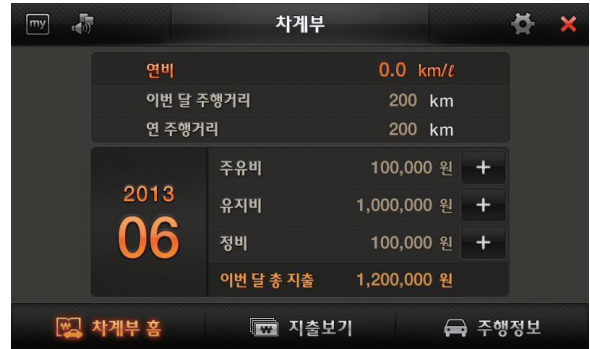 my
차계부
연비 0.0 km/ℓ
이번 달 주행거리 200 km
연 주행거리 200 km
2013
06
주유비 100,000 원 +
유지비 1,000,000 원 +
정비 100,000 원 +
이번 달 총 지출 1,200,000 원
차계부 홈
지출보기
주행정보